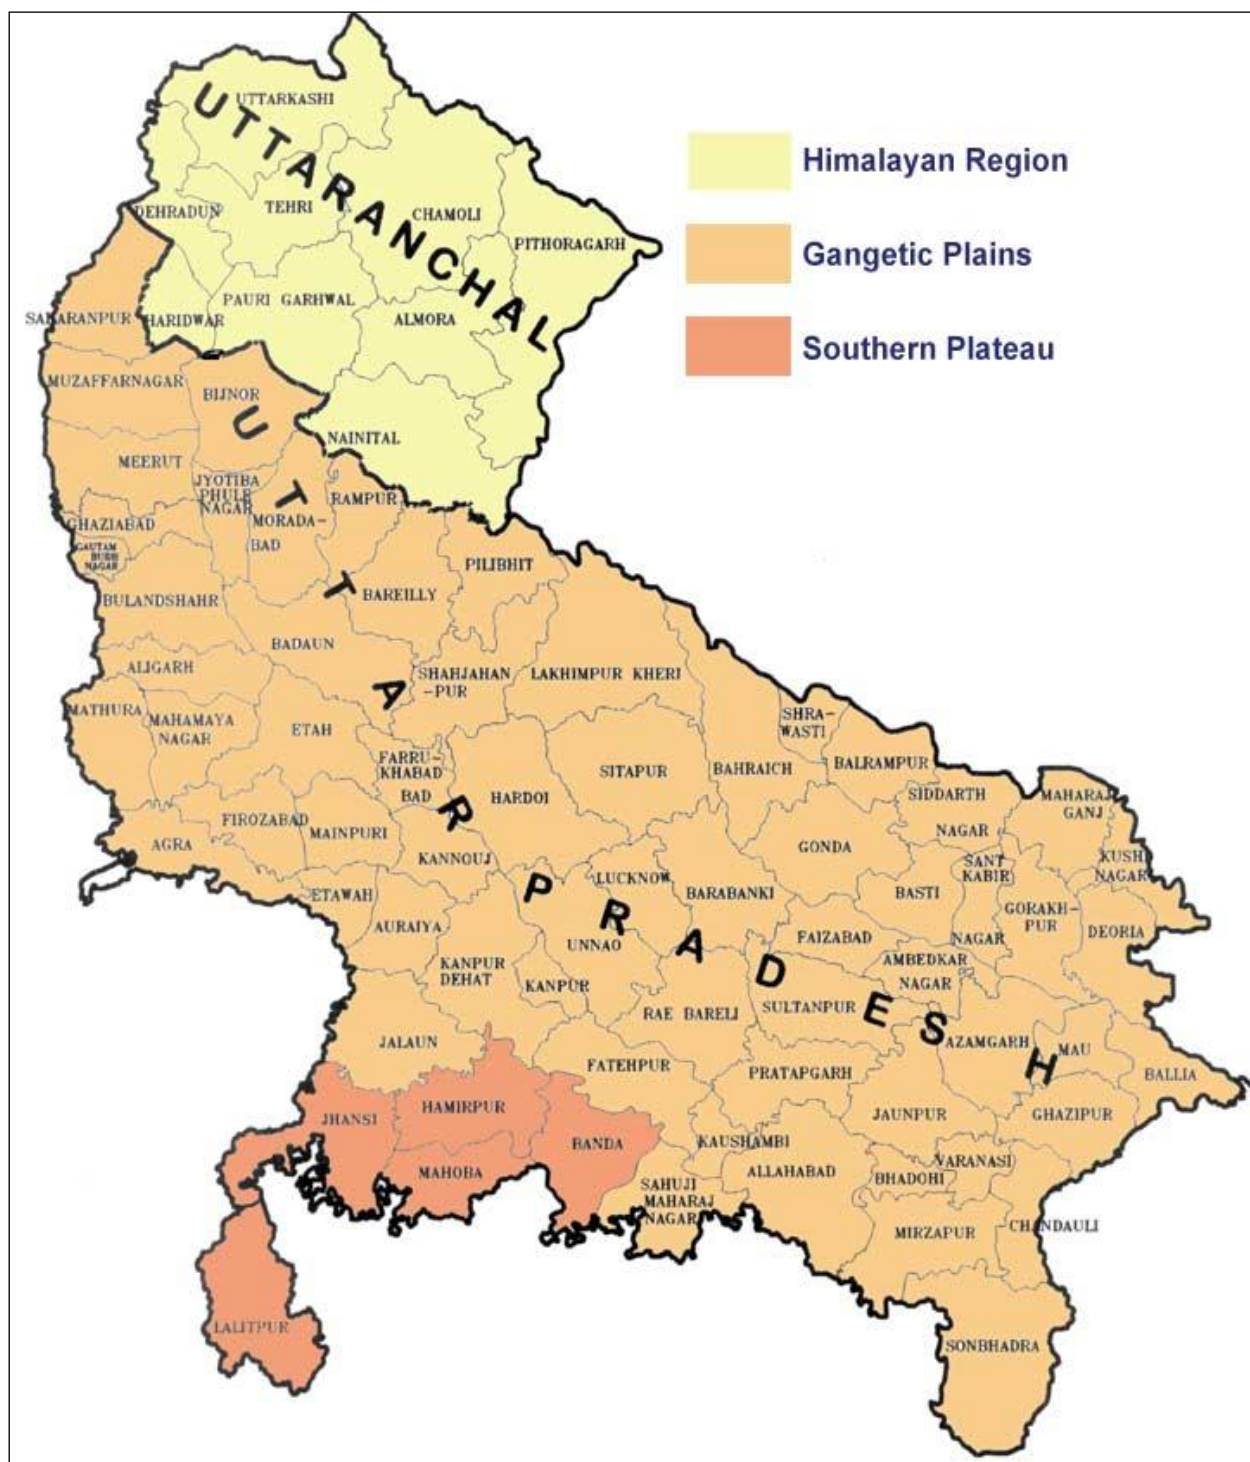 UTTARANCHAL
UTTARKASHI
DEHRADUN
TEHRI
CHAMOLI
PITHORAGARH
HARIDWAR
PAURI GARHWAL
ALMORA
NAINITAL
Himalayan Region
Gangetic Plains
Southern Plateau
UTTAR PRADESH
SAHARANPUR
MUZAFFARNAGAR
BIJNOR
MEERUT
JYOTIBA
PHULE
NAGAR
MORADA-
BAD
RAMPUR
GHAZIABAD
GAUTAM
BUDH
NAGAR
BULANDSHAHR
BAREILLY
PILIBHIT
BADAUN
ALIGARH
SHAHJAHAN
-PUR
LAKHIMPUR KHERI
MATHURA
MAHAMAYA
NAGAR
ETAH
FARRU-
KHABAD
BAD
HARDOI
SITAPUR
BAHRAICH
SHRA-
WASTI
BALRAMPUR
SIDDARTH
NAGAR
MAHARAJ
GANJ
KUSHI
NAGAR
AGRA
FIROZABAD
MAINPURI
KANNOUJ
LUCKNOW
BARABANKI
GONDA
BASTI
SANT
KABIR
NAGAR
GORAKH-
PUR
DEORIA
ETAWAH
AURAIYA
KANPUR
DEHAT
KANPUR
UNNAO
RAE BARELI
FAIZABAD
AMBEDKAR
NAGAR
SULTANPUR
AZAMGARH
MAU
BALLIA
JALAUN
FATEHPUR
PRATAPGARH
JAUNPUR
GHAZIPUR
JHANSI
HAMIRPUR
MAHOBA
BANDA
KAUSHAMBI
SAHUJI
MAHARAJ
NAGAR
ALLAHABAD
BHADOHI
VARANASI
MIRZAPUR
CHANDAULI
LALITPUR
SONBHADRA